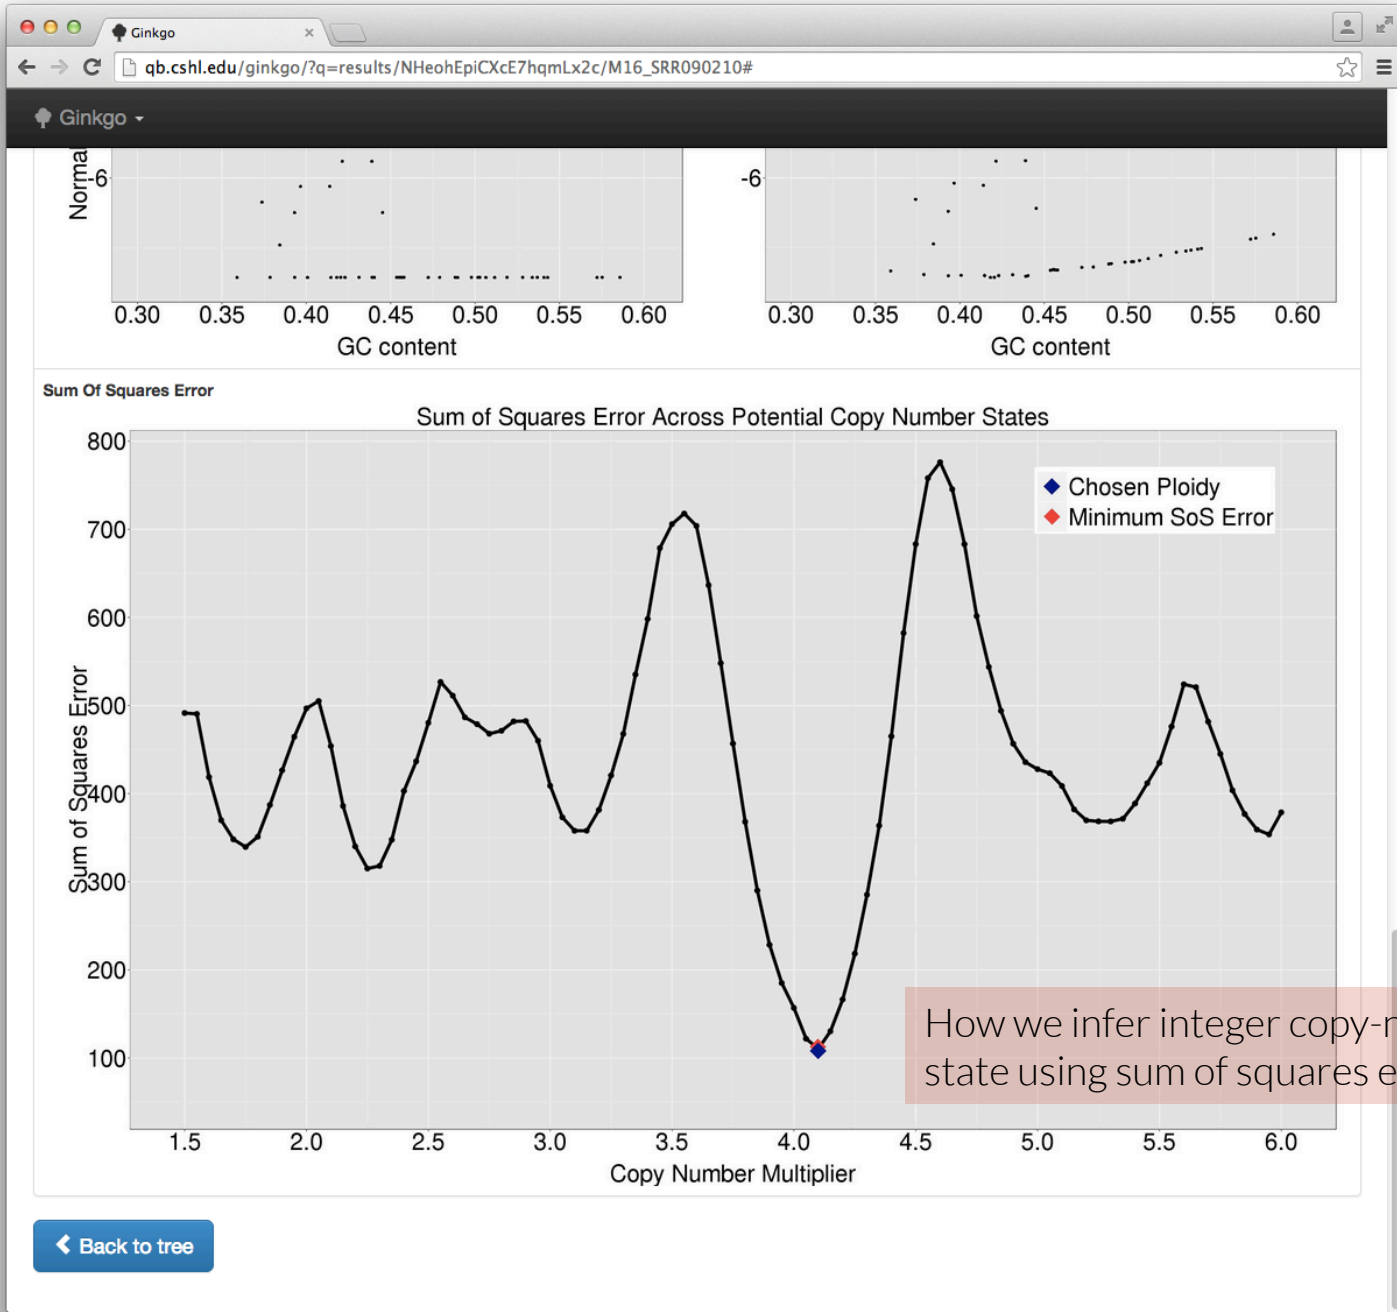 Ginkgo
qb.cshl.edu/ginkgo/?q=results/NHeohEpiCXcE7hqmLx2c/M16_SRR090210#
Ginkgo
-6
-6
0.30 0.35 0.40 0.45 0.50 0.55 0.60
0.30 0.35 0.40 0.45 0.50 0.55 0.60
GC content
GC content
Sum Of Squares Error
Sum of Squares Error Across Potential Copy Number States
Chosen Ploidy
Minimum SoS Error
Sum of Squares Error
800
700
600
500
400
300
200
100
How we infer integer copy-
state using sum of squares
1.5 2.0 2.5 3.0 3.5 4.0 4.5 5.0 5.5 6.0
Copy Number Multiplier
Back to tree